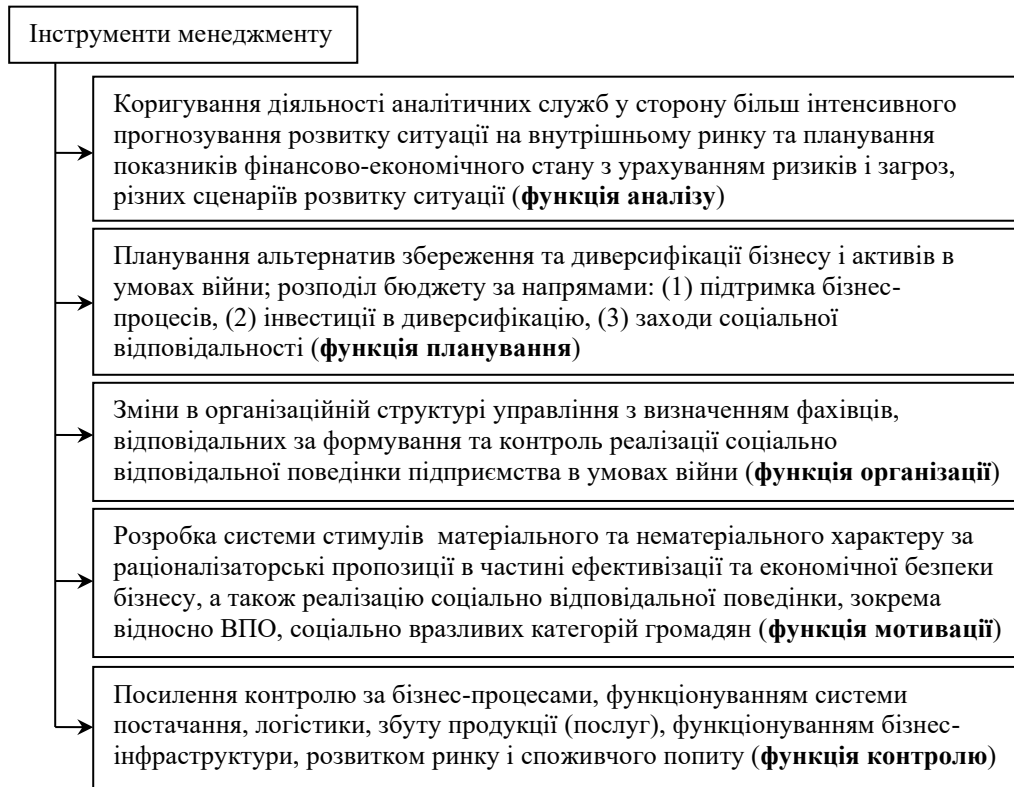 Інструменти менеджменту
Коригування діяльності аналітичних служб у сторону більш інтенсивного
прогнозування розвитку ситуації на внутрішньому ринку та планування
показників фінансово-економічного стану з урахуванням ризиків і загроз,
різних сценаріїв розвитку ситуації (функція аналізу)
Планування альтернатив збереження та диверсифікації бізнесу і активів в
умовах війни; розподіл бюджету за напрямами: (1) підтримка бізнес-
процесів, (2) інвестиції в диверсифікацію, (3) заходи соціальної
відповідальності (функція планування)
Зміни в організаційній структурі управління з визначенням фахівців,
відповідальних за формування та контроль реалізації соціально
відповідальної поведінки підприємства в умовах війни (функція організації)
Розробка системи стимулів матеріального та нематеріального характеру за
раціоналізаторські пропозиції в частині ефективізації та економічної безпеки
бізнесу, а також реалізацію соціально відповідальної поведінки, зокрема
відносно ВПО, соціально вразливих категорій громадян (функція мотивації)
Посилення контролю за бізнес-процесами, функціонуванням системи
постачання, логістики, збуту продукції (послуг), функціонуванням бізнес-
інфраструктури, розвитком ринку і споживчого попиту (функція контролю)